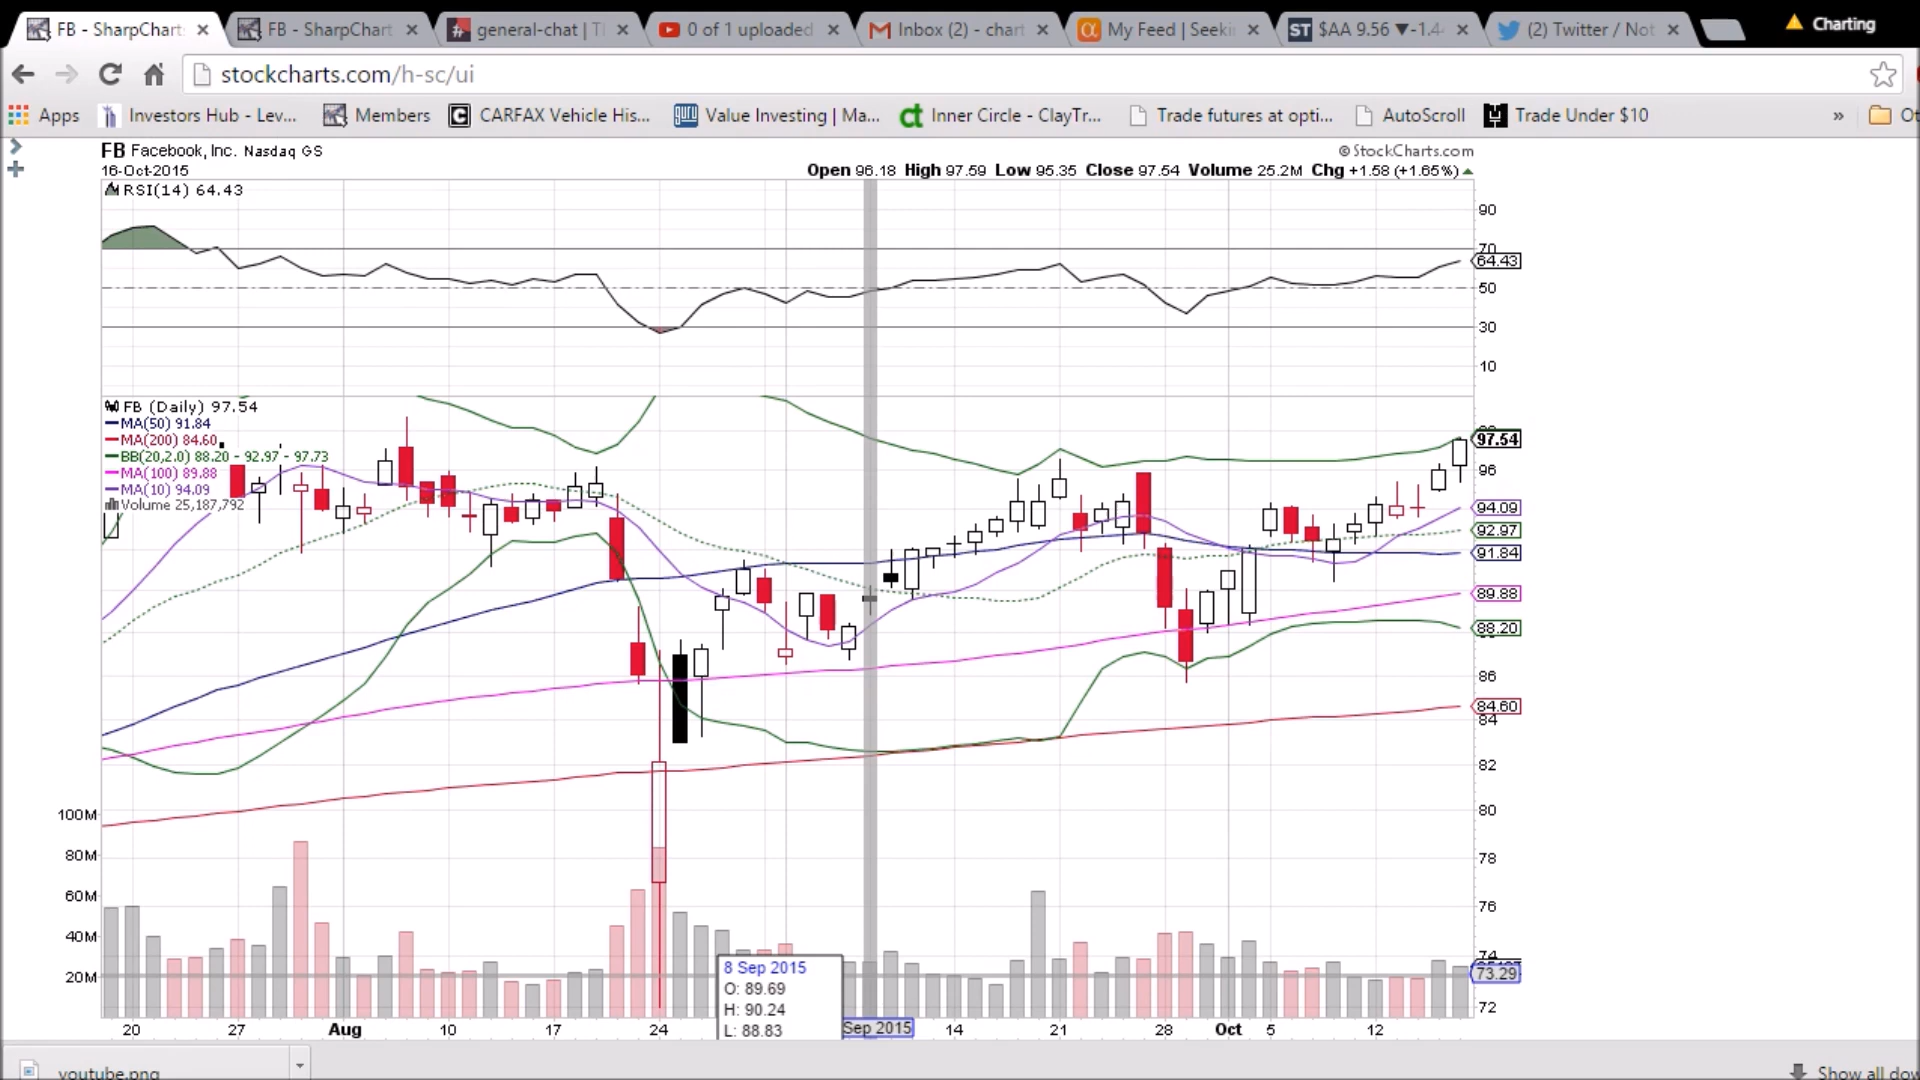 FB - SharpChart
FB - SharpChart
general-chat | T
0 of 1 uploaded
Inbox (2) - chart
My Feed | Seeki
ST $AA 9.56 ▼-1.4
(2) Twitter / Not
Charting
stockcharts.com/h-sc/ui
Apps
Investors Hub - Lev...
Members
CARFAX Vehicle His...
Value Investing | Ma...
Inner Circle - ClayTr...
Trade futures at opti...
AutoScroll
Trade Under $10
»
Ot
FB Facebook, Inc. Nasdaq GS
© StockCharts.com
16-Oct-2015
Open 96.18 High 97.59 Low 95.35 Close 97.54 Volume 25.2M Chg +1.58 (+1.65%)
RSI(14) 64.43
90
70
64.43
50
30
10
FB (Daily) 97.54
MA(50) 91.84
MA(200) 84.60
BB(20,2.0) 88.20 - 92.97 - 97.73
MA(100) 89.88
MA(10) 94.09
Volume 25,187,792
97.54
96
94.09
92.97
91.84
89.88
88.20
86
84.60
84
82
80
78
76
74
73.29
72
100M
80M
60M
40M
20M
8 Sep 2015
O: 89.69
H: 90.24
L: 88.83
20 27 Aug 10 17 24 Sep 2015 14 21 28 Oct 5 12
youtube.png
Show all dow